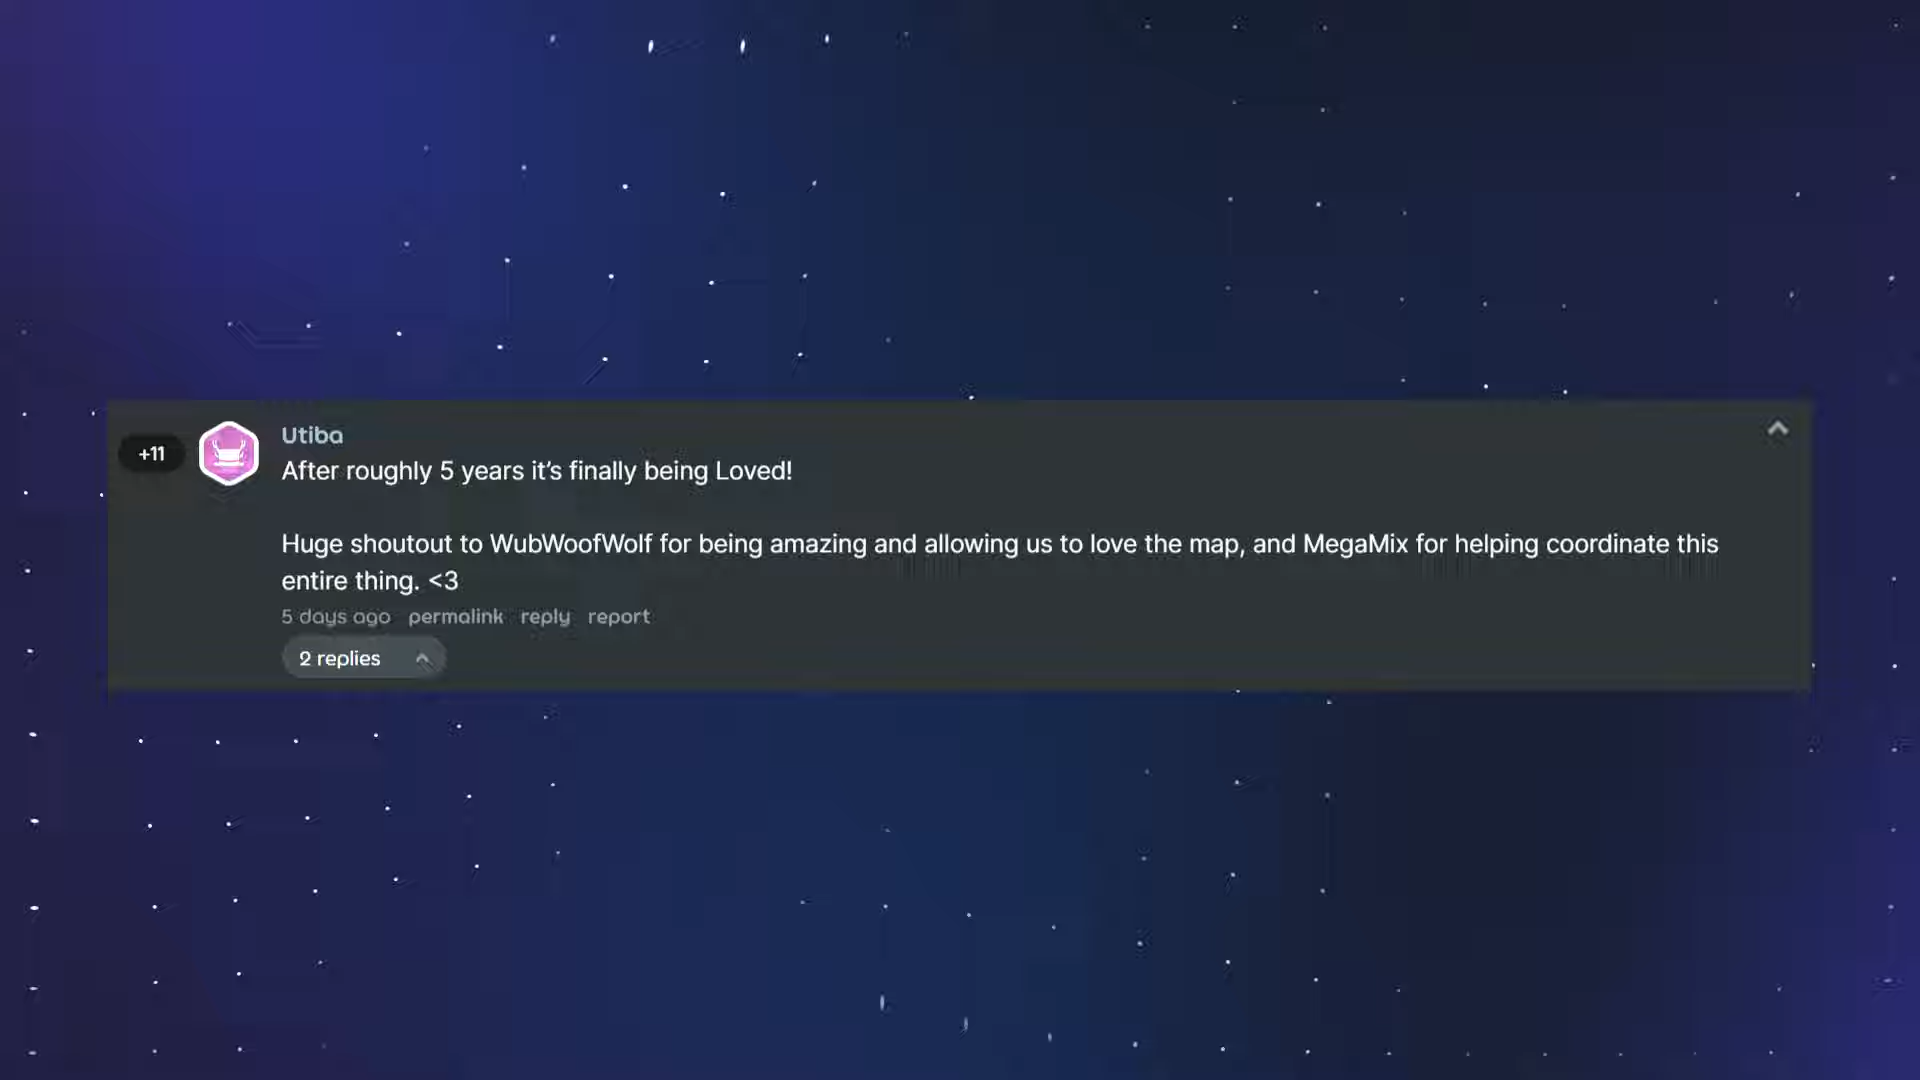 +11
Utiba
After roughly 5 years it’s finally being Loved!
Huge shoutout to WubWoofWolf for being amazing and allowing us to love the map, and MegaMix for helping coordinate this
entire thing. <3
5 days ago permalink reply report
2 replies